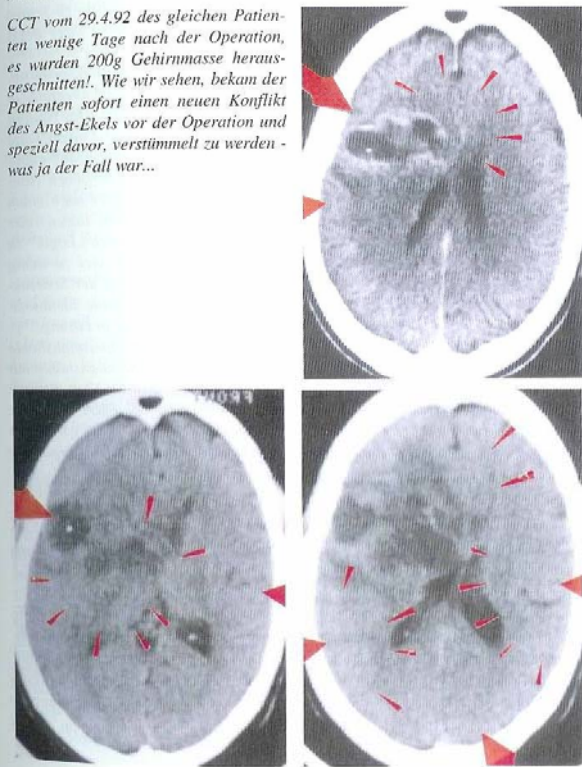 CCT vom 29.4.92 des gleichen Patien-
ten wenige Tage nach der Operation,
es wurden 200g Gehirnmasse heraus-
geschnitten!. Wie wir sehen, bekam der
Patienten sofort einen neuen Konflikt
des Angst-Ekels vor der Operation und
speziell davor, verstümmelt zu werden -
was ja der Fall war...